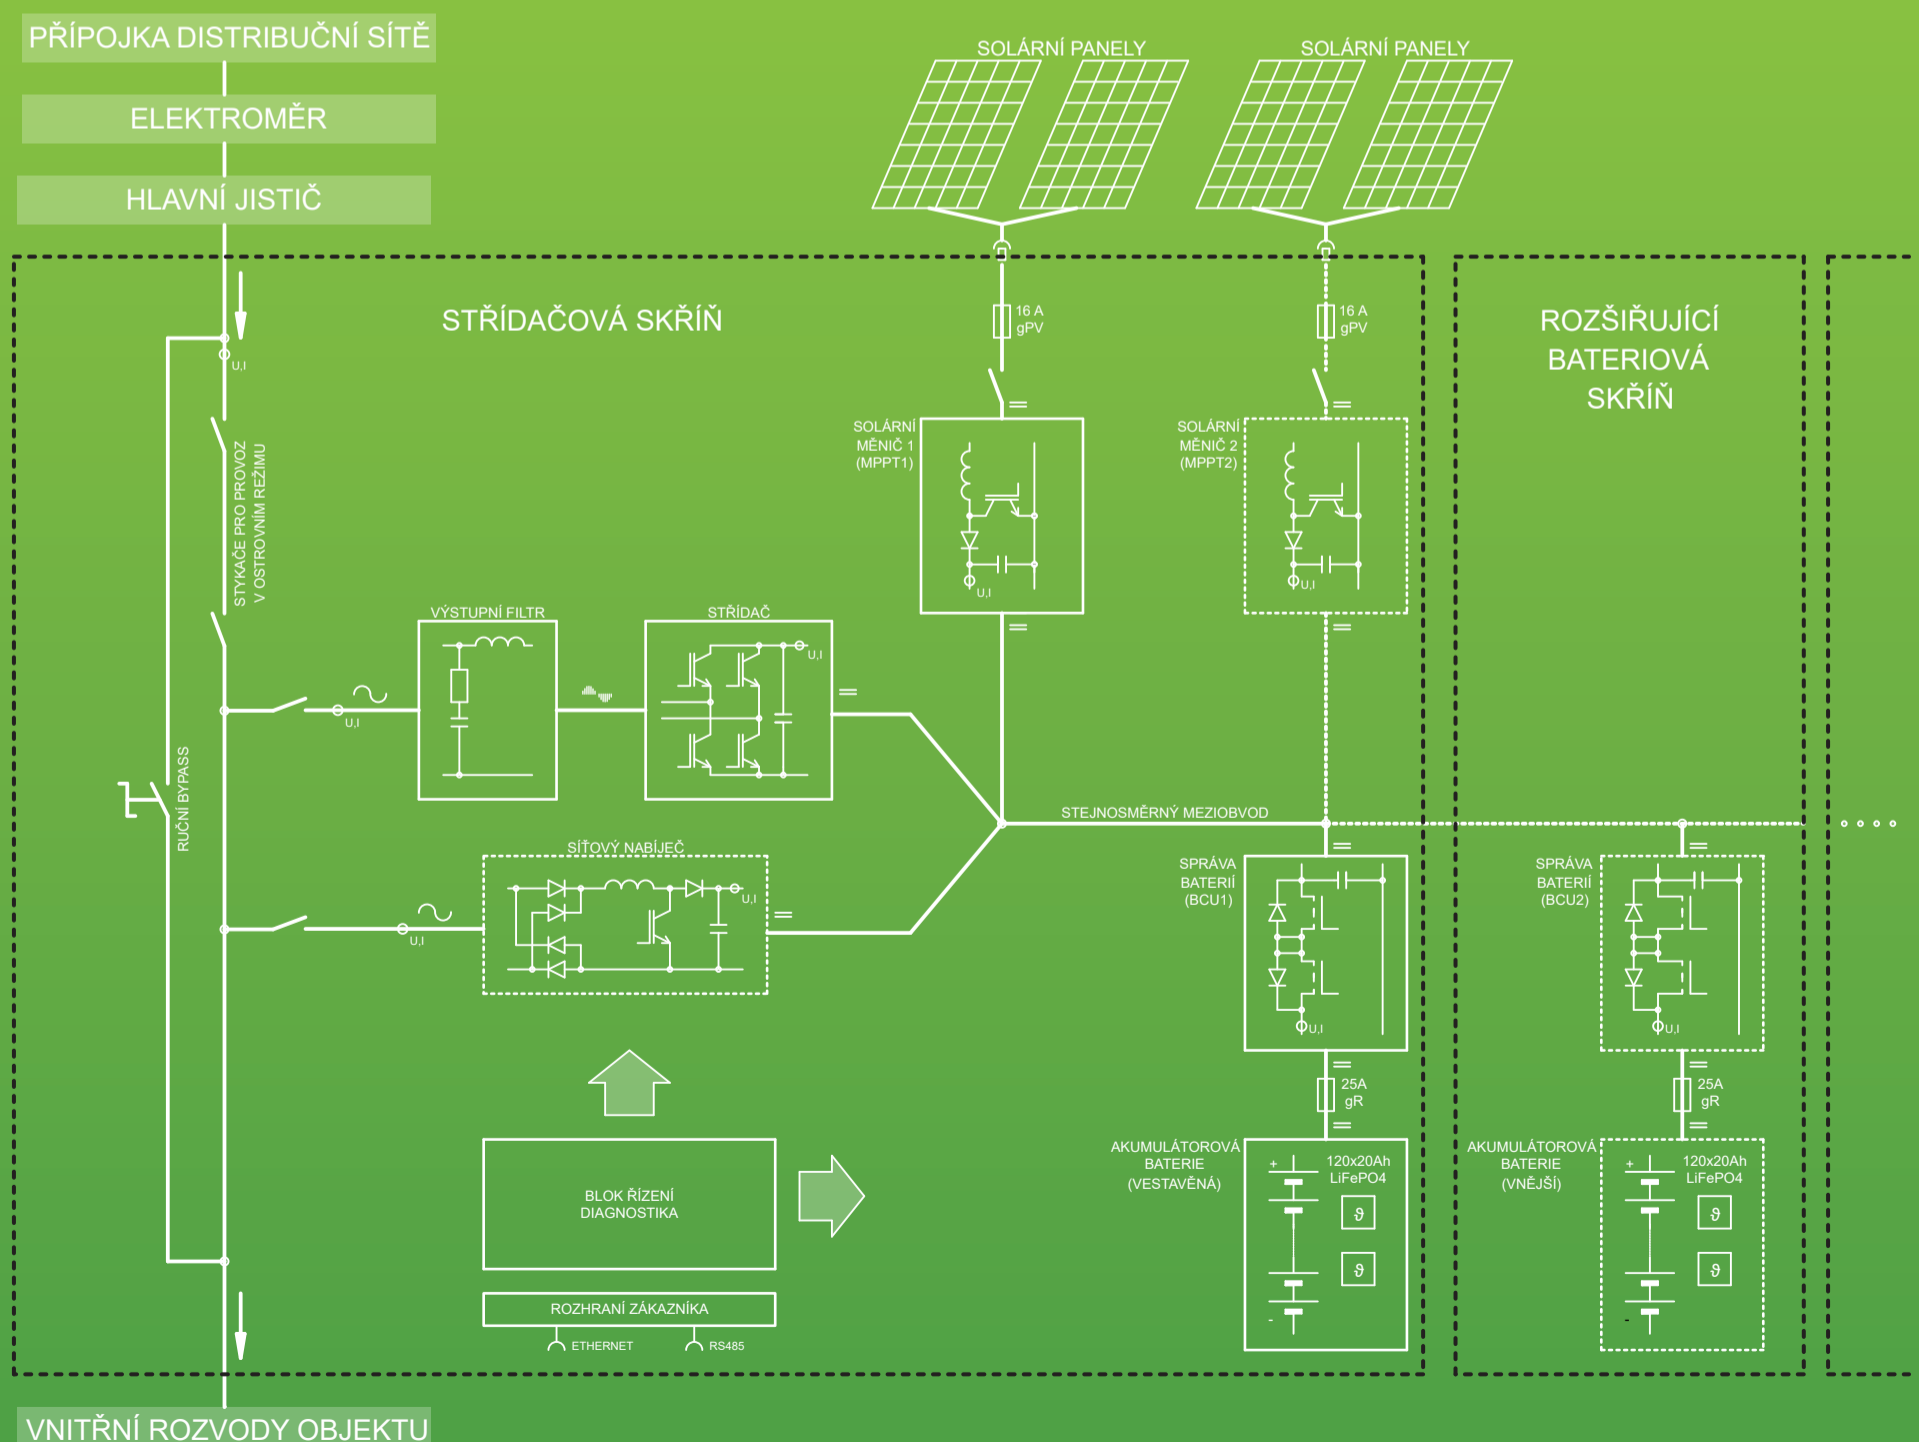 PŘÍPOJKA DISTRIBUČNÍ SÍTĚ
ELEKTROMĚR
HLAVNÍ JISTIČ
SOLÁRNÍ PANELY
SOLÁRNÍ PANELY
STŘÍDAČOVÁ SKŘÍŇ
ROZŠIŘUJÍCÍ
BATERIOVÁ
SKŘÍŇ
16 A
gPV
16 A
gPV
U,I
STYKAČE PRO PROVOZ
V OSTROVNÍM REŽIMU
SOLÁRNÍ
MĚNIČ 1
(MPPT1)
U,I
SOLÁRNÍ
MĚNIČ 2
(MPPT2)
U,I
VÝSTUPNÍ FILTR
STŘÍDAČ
U,I
U,I
RUČNÍ BYPASS
STEJNOSMĚRNÝ MEZIOBVOD
SÍŤOVÝ NABÍJEČ
U,I
U,I
SPRÁVA
BATERIÍ
(BCU1)
U,I
SPRÁVA
BATERIÍ
(BCU2)
U,I
25A
gR
25A
gR
BLOK ŘÍZENÍ
DIAGNOSTIKA
AKUMULÁTOROVÁ
BATERIE
(VESTAVĚNÁ)
+
120x20Ah
LiFePO4
ϑ
ϑ
-
AKUMULÁTOROVÁ
BATERIE
(VNĚJŠÍ)
+
120x20Ah
LiFePO4
ϑ
ϑ
-
ROZHRANÍ ZÁKAZNÍKA
ETHERNET
RS485
VNITŘNÍ ROZVODY OBJEKTU